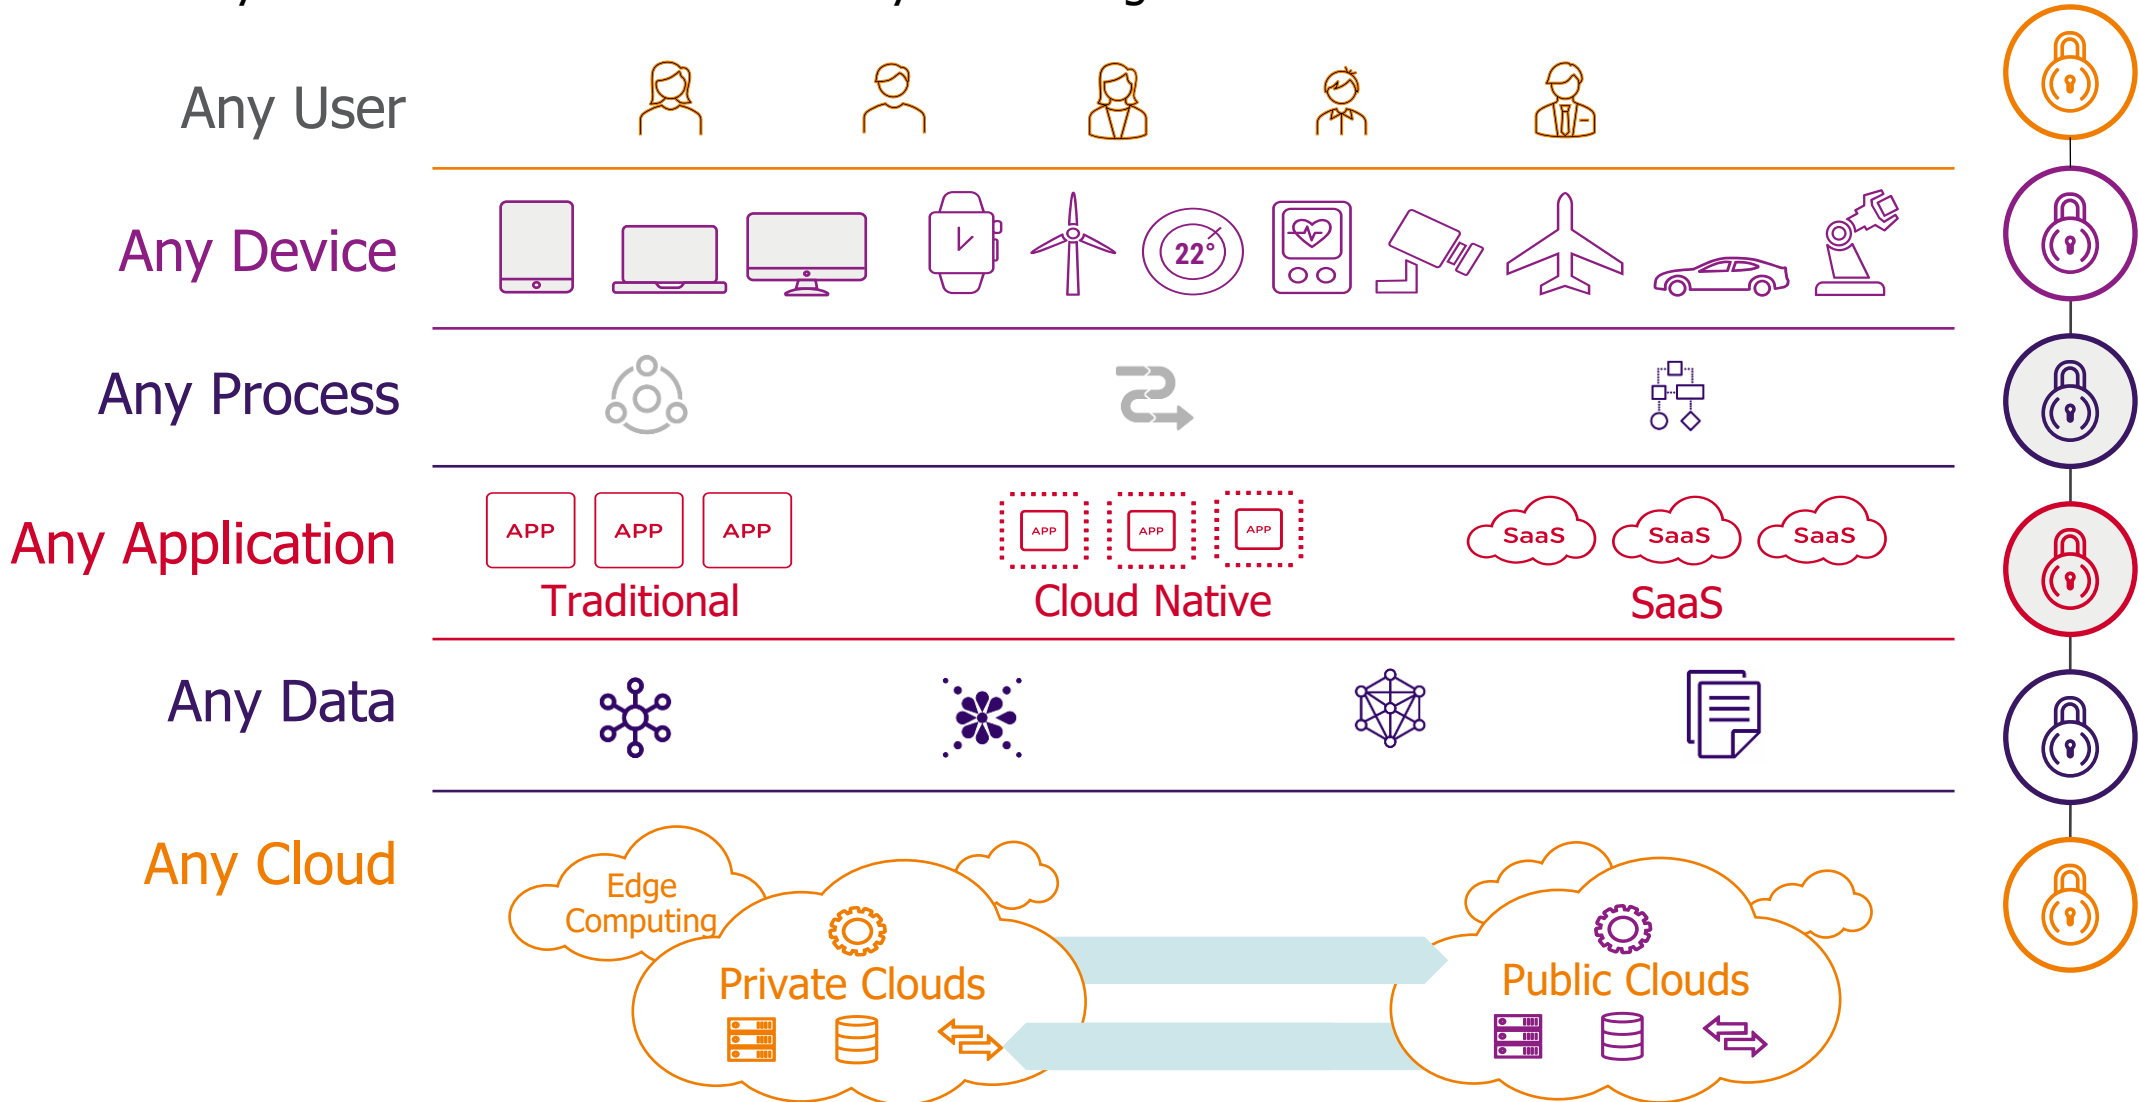 Any User
Any Device
22°
Any Process
Any Application
APP APP APP
APP APP APP
SaaS SaaS SaaS
Traditional
Cloud Native
SaaS
Any Data
Any Cloud
Edge
Computing
Private Clouds
Public Clouds